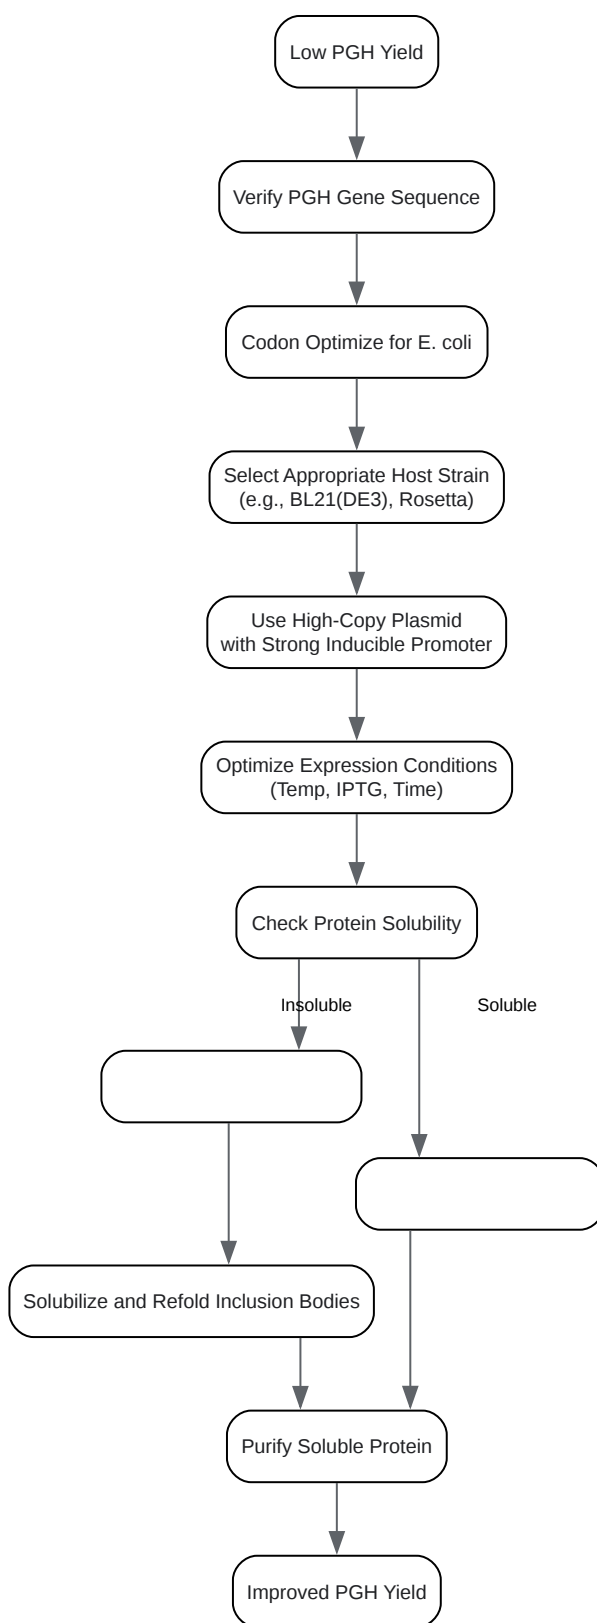 Low PGH Yield
Verify PGH Gene Sequence
Codon Optimize for E. coli
Select Appropriate Host Strain
(e.g., BL21(DE3), Rosetta)
Use High-Copy Plasmid
with Strong Inducible Promoter
Optimize Expression Conditions
(Temp, IPTG, Time)
Check Protein Solubility
Insoluble
Soluble
Solubilize and Refold Inclusion Bodies
Purify Soluble Protein
Improved PGH Yield